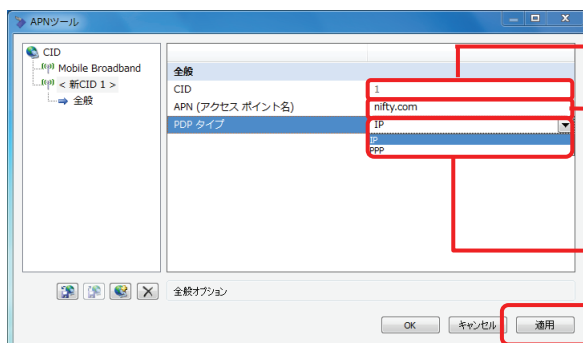 APNツール
CID
Mobile Broadband
< 新CID 1 >
全般
全般
CID 1
APN (アクセス ポイント名) nifty.com
PDP タイプ IP
IP
PPP
全般オプション
OK キャンセル 適用